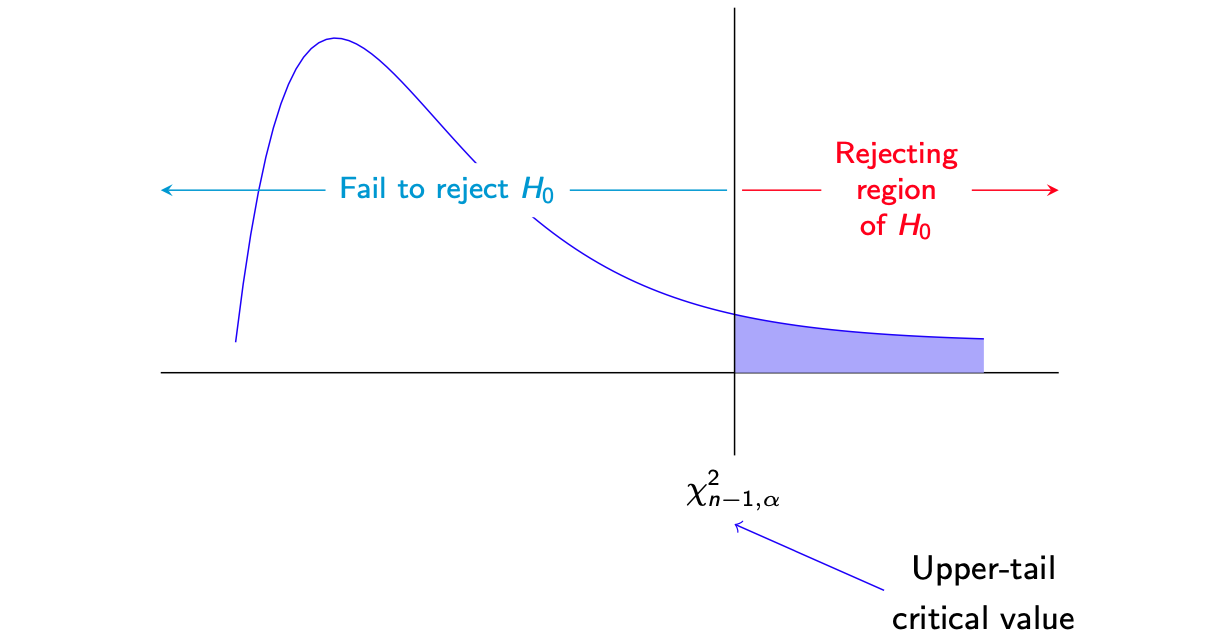 Rejecting
Fail to reject H₀
region
of H₀
χ²ₙ₋₁,α
Upper-tail
critical value